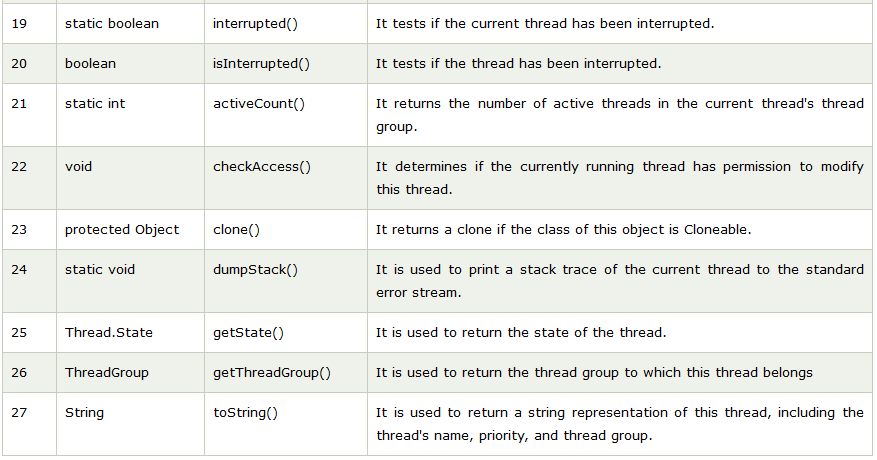 19 static boolean interrupted() It tests if the current thread has been interrupted.
20 boolean isInterrupted() It tests if the thread has been interrupted.
21 static int activeCount() It returns the number of active threads in the current thread's thread
group.
22 void checkAccess() It determines if the currently running thread has permission to modify
this thread.
23 protected Object clone() It returns a clone if the class of this object is Cloneable.
24 static void dumpStack() It is used to print a stack trace of the current thread to the standard
error stream.
25 Thread.State getState() It is used to return the state of the thread.
26 ThreadGroup getThreadGroup() It is used to return the thread group to which this thread belongs
27 String toString() It is used to return a string representation of this thread, including the
thread's name, priority, and thread group.